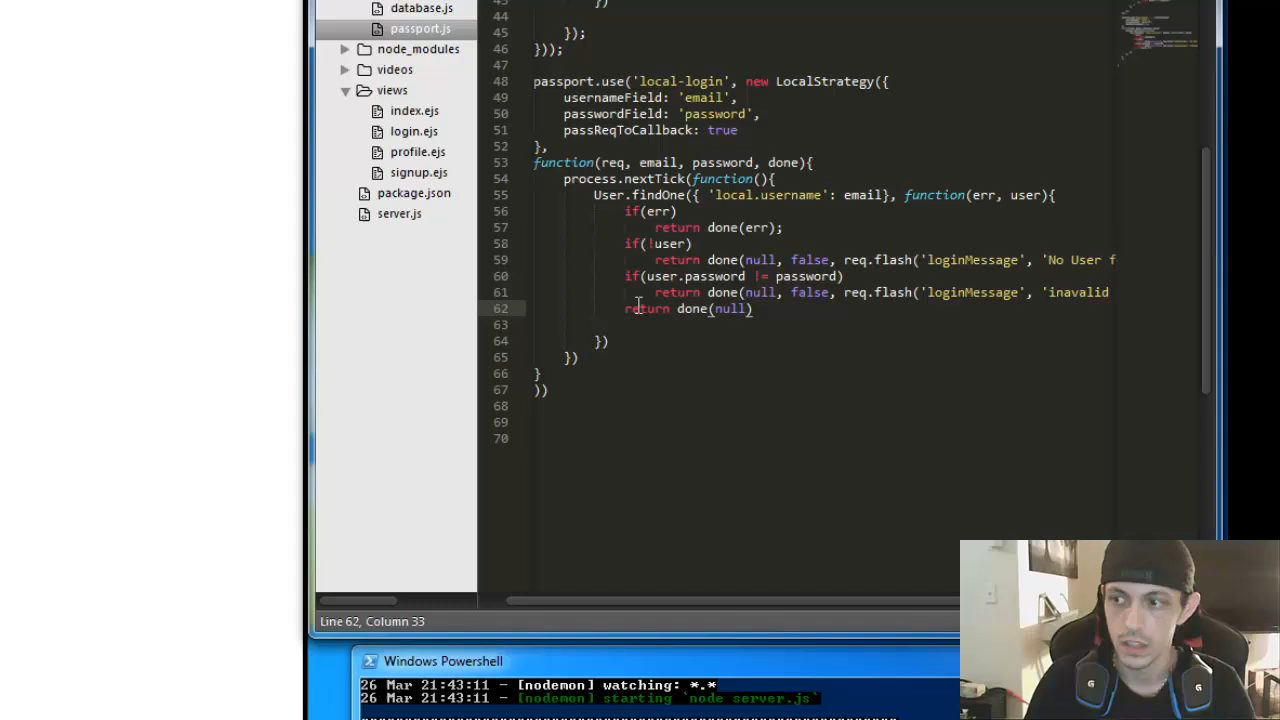 database.js
passport.js
node_modules
videos
views
index.ejs
login.ejs
profile.ejs
signup.ejs
package.json
server.js
43 })
44
45 });
46 }));
47
48 passport.use('local-login', new LocalStrategy({
49 usernameField: 'email',
50 passwordField: 'password',
51 passReqToCallback: true
52 },
53 function(req, email, password, done){
54 process.nextTick(function(){
55 User.findOne({ 'local.username': email}, function(err, user){
56 if(err)
57 return done(err);
58 if(!user)
59 return done(null, false, req.flash('loginMessage', 'No User f
60 if(user.password != password)
61 return done(null, false, req.flash('loginMessage', 'inavalid
62 return done(null)
63
64 })
65 })
66 }
67 ))
68
69
70
Line 62, Column 33
Windows Powershell
26 Mar 21:43:11 - [nodemon] watching: *.*
26 Mar 21:43:11 - [nodemon] starting `node server.js`
G
G